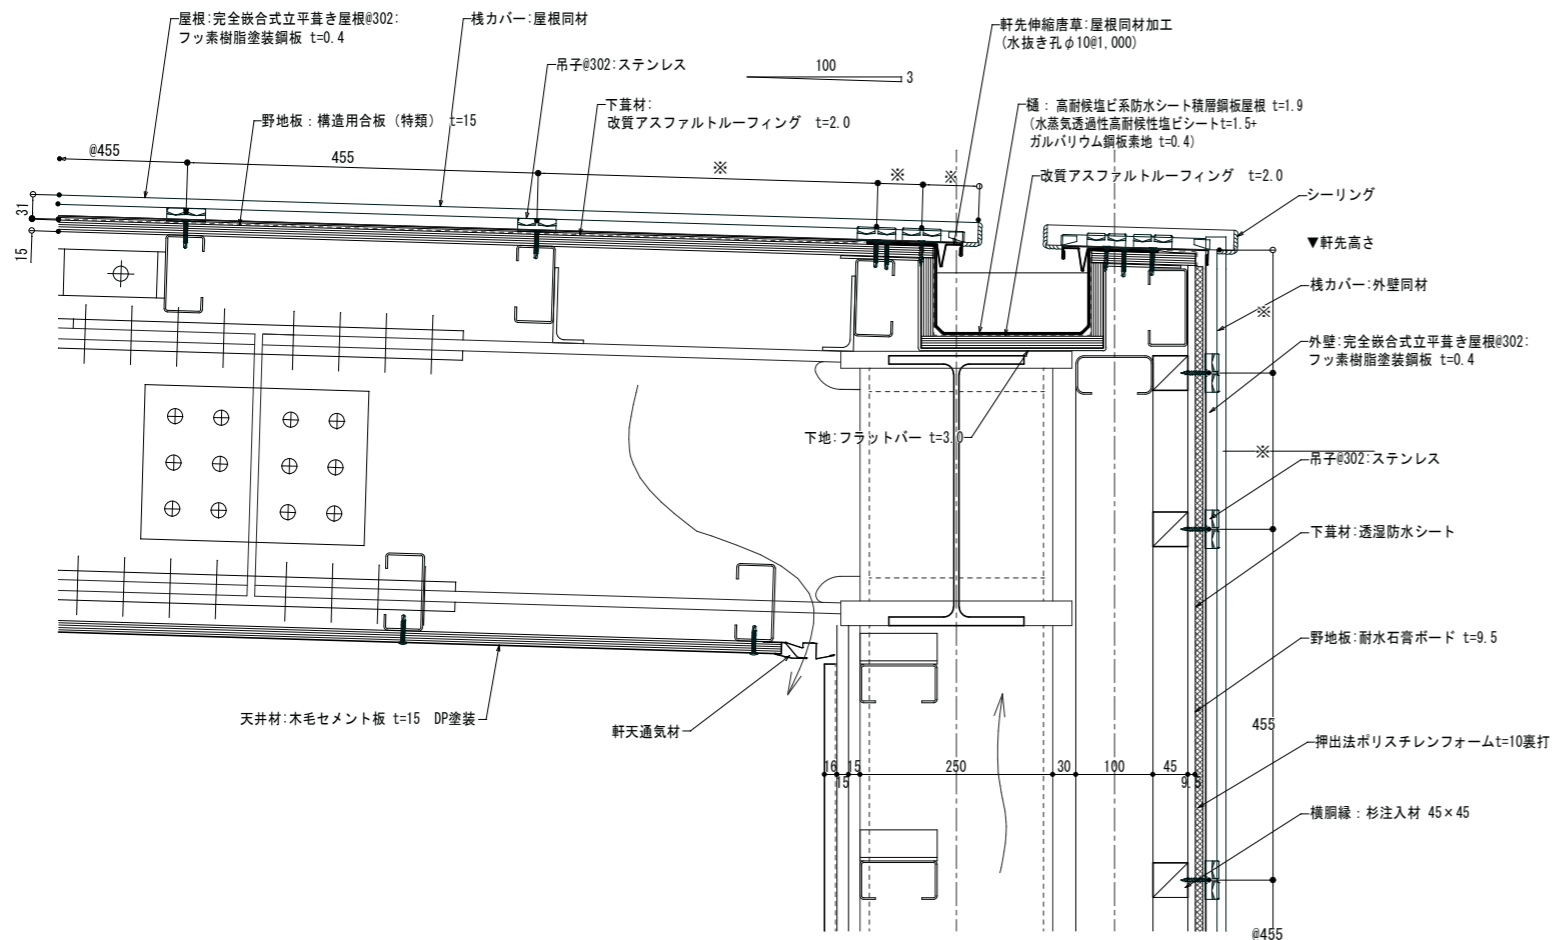 屋根:完全嵌合式立平葺き屋根@302:
フッ素樹脂塗装鋼板 t=0.4
桟カバー:屋根同材
吊子@302:ステンレス
100
3
軒先伸縮唐草:屋根同材加工
(水抜き孔φ10@1,000)
野地板：構造用合板（特類） t=15
下葺材:
改質アスファルトルーフィング t=2.0
樋： 高耐候塩ビ系防水シート積層鋼板屋根 t=1.9
(水蒸気透過性高耐候性塩ビシートt=1.5+
ガルバリウム鋼板素地 t=0.4)
改質アスファルトルーフィング t=2.0
シーリング
▼軒先高さ
@455
455
※
※
※
31
15
桟カバー:外壁同材
※
外壁:完全嵌合式立平葺き屋根@302:
フッ素樹脂塗装鋼板 t=0.4
下地:フラットバー t=3.0
※
吊子@302:ステンレス
下葺材:透湿防水シート
野地板:耐水石膏ボード t=9.5
天井材:木毛セメント板 t=15 DP塗装
軒天通気材
455
押出法ポリスチレンフォームt=10裏打
16
15
15
250
30
100
45
9.5
横胴縁：杉注入材 45×45
@455